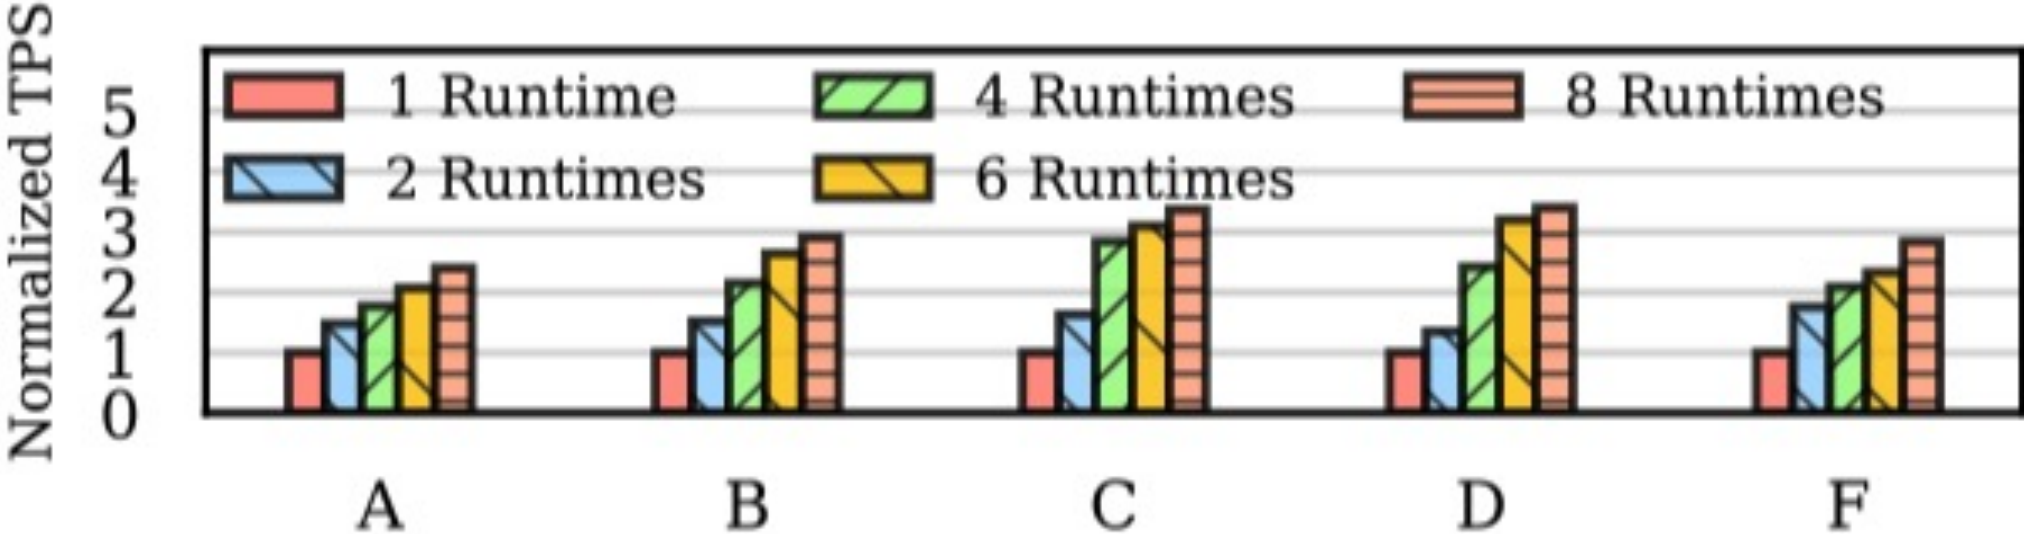 Normalized TPS
5
4
3
2
1
0
1 Runtime
2 Runtimes
4 Runtimes
6 Runtimes
8 Runtimes
A
B
C
D
F